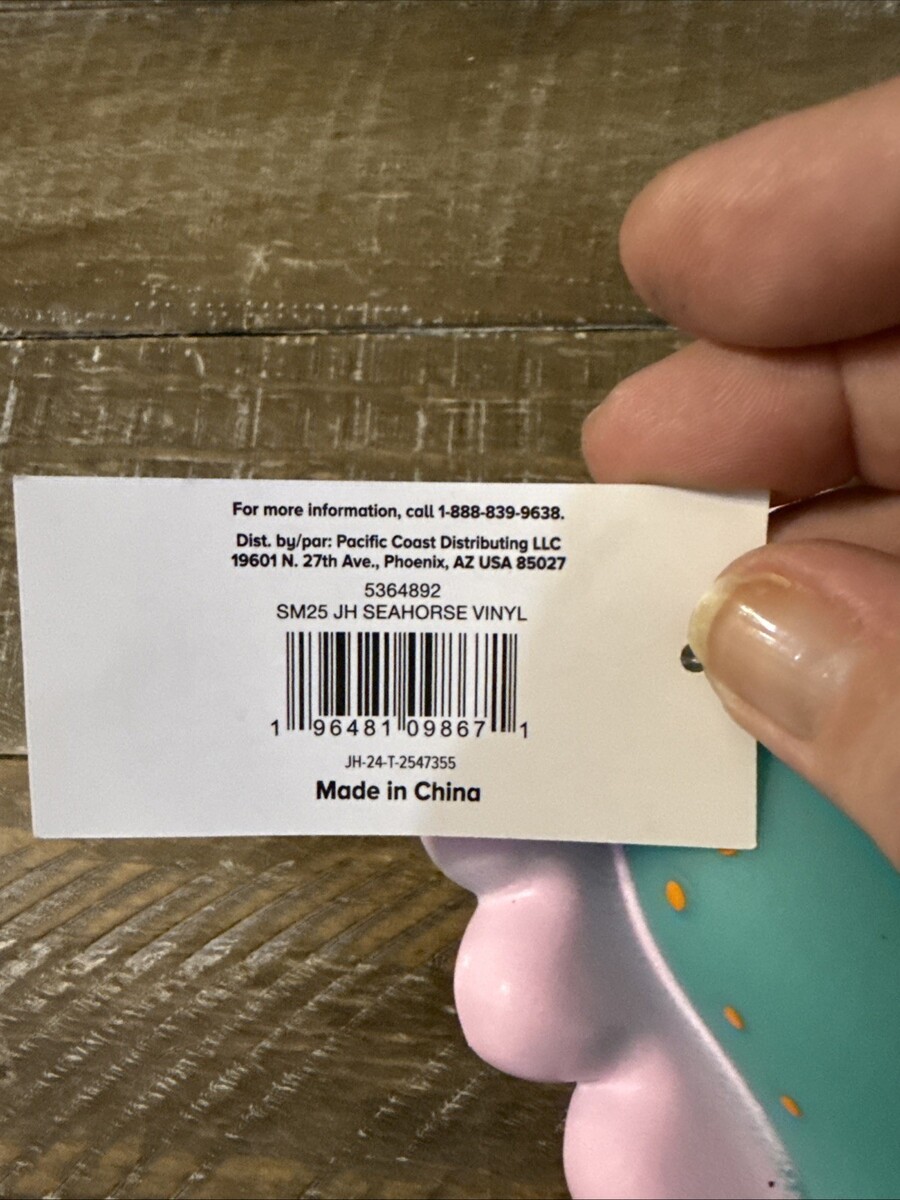 For more information, call 1-888-839-9638.
Dist. by/par: Pacific Coast Distributing LLC
19601 N. 27th Ave., Phoenix, AZ USA 85027
5364892
SM25 JH SEAHORSE VINYL
1 96481 09867 1
JH-24-T-2547355
Made in China